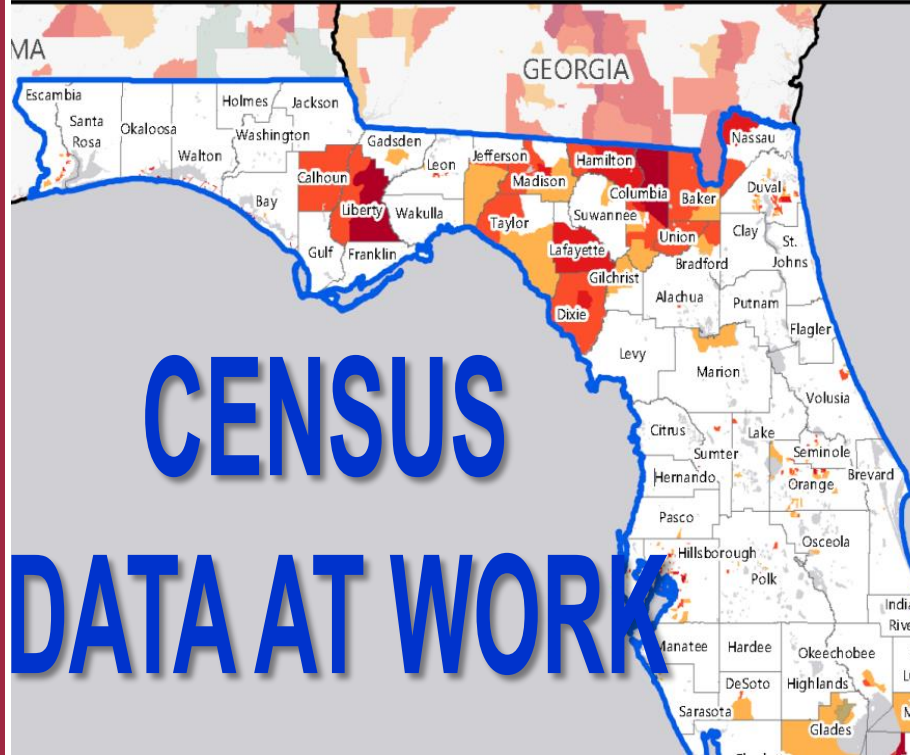 MA
GEORGIA
Escambia
Santa
Rosa
Okaloosa
Walton
Holmes
Jackson
Washington
Bay
Calhoun
Gulf
Liberty
Franklin
Gadsden
Leon
Wakulla
Jefferson
Madison
Taylor
Hamilton
Suwannee
Lafayette
Dixie
Columbia
Gilchrist
Baker
Union
Bradford
Nassau
Duval
Clay
St.
Johns
Alachua
Putnam
Flagler
Levy
Marion
Volusia
CENSUS
Citrus
Sumter
Lake
Seminole
Hernando
Orange
Brevard
Pasco
Osceola
DATA AT WORK
Hillsborough
Polk
Manatee
Hardee
Okeechobee
DeSoto
Highlands
Sarasota
Glades